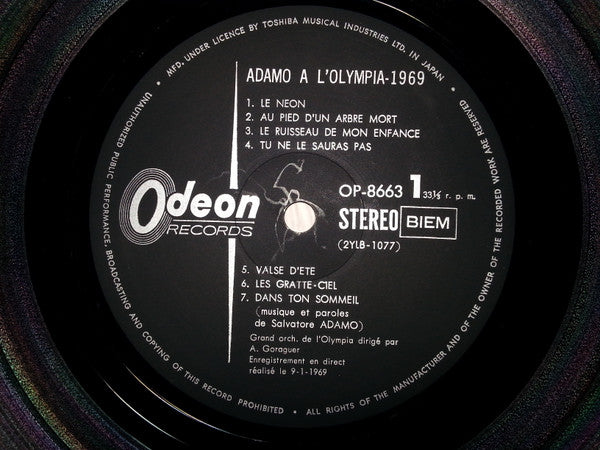 • MFD. UNDER LICENCE BY TOSHIBA MUSICAL INDUSTRIES LTD. IN JAPAN •
UNAUTHORIZED PUBLIC PERFORMANCE, BROADCASTING AND COPYING OF THIS RECORD PROHIBITED • ALL RIGHTS OF THE MANUFACTURER AND OF THE OWNER OF THE RECORDED WORK ARE RESERVED
ADAMO A L'OLYMPIA-1969
1. LE NEON
2. AU PIED D'UN ARBRE MORT
3. LE RUISSEAU DE MON ENFANCE
4. TU NE LE SAURAS PAS
OP-8663 1 33⅓ r. p. m.
Odeon
RECORDS
STEREO BIEM
(2YLB-1077)
5. VALSE D'ETE
6. LES GRATTE-CIEL
7. DANS TON SOMMEIL
(musique et paroles
de Salvatore ADAMO)
Grand orch. de l'Olympia dirigé par
A. Goraguer
Enregistrement en direct
réalisé le 9-1-1969